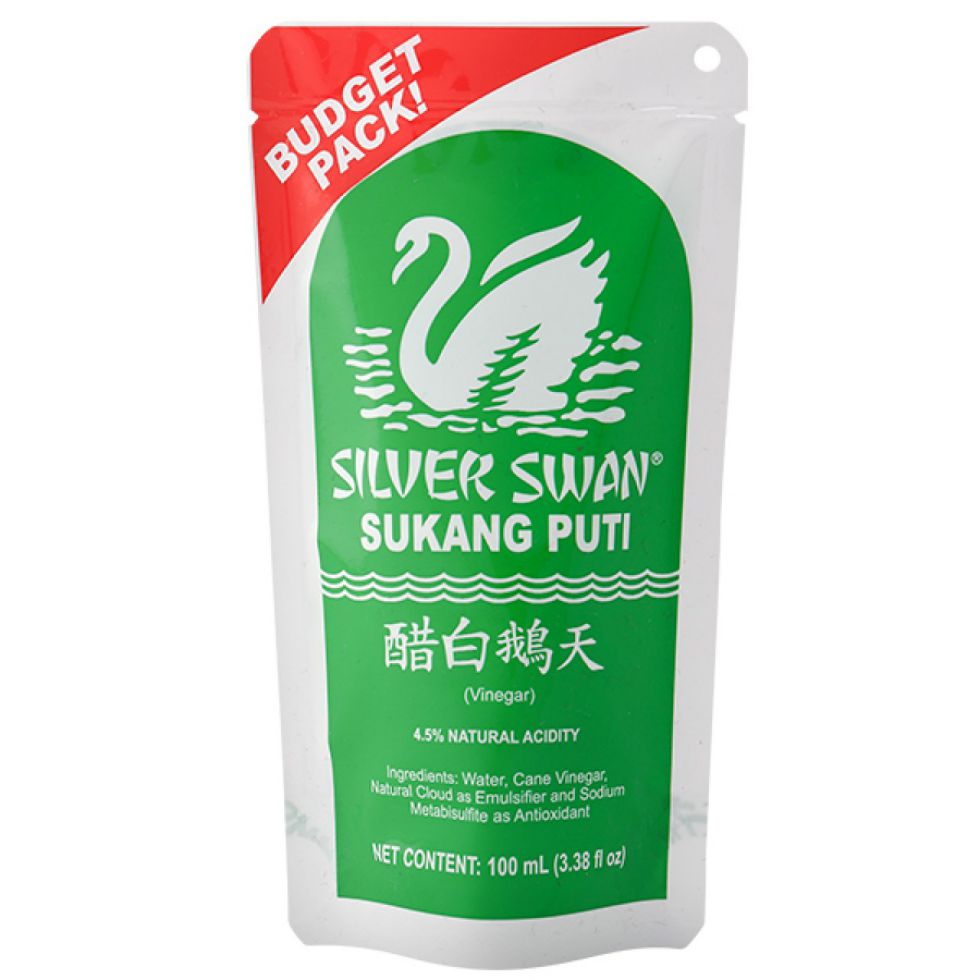 BUDGET
PACK!
SILVER SWAN®
SUKANG PUTI
醋白鵝天
(Vinegar)
4.5% NATURAL ACIDITY
Ingredients: Water, Cane Vinegar,
Natural Cloud as Emulsifier and Sodium
Metabisulfite as Antioxidant
NET CONTENT: 100 mL (3.38 fl oz)